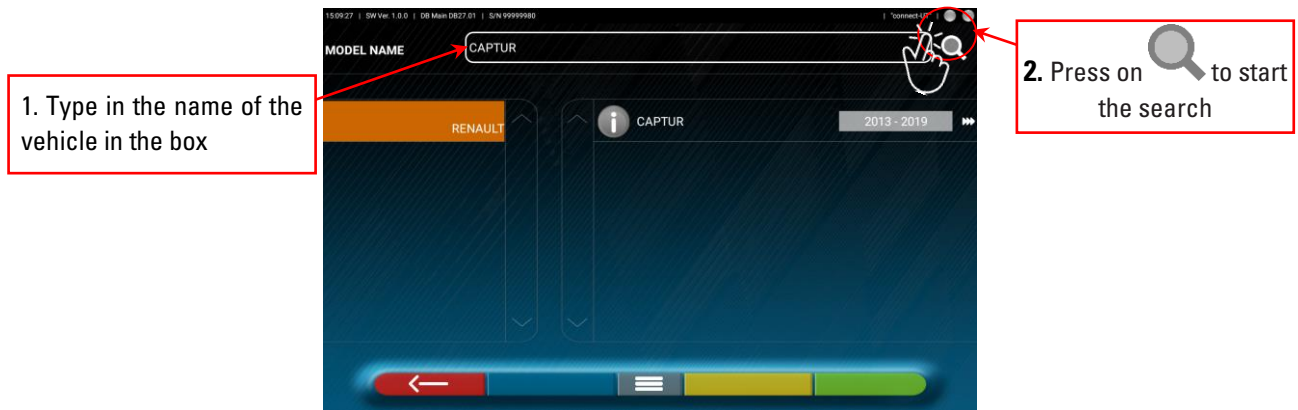 15:09:27 | SW Ver. 1.0.0 | DB Main DB27.01 | S/N 99999980
MODEL NAME
CAPTUR
1. Type in the name of the
vehicle in the box
2. Press on to start
the search
RENAULT
CAPTUR
2013 - 2019